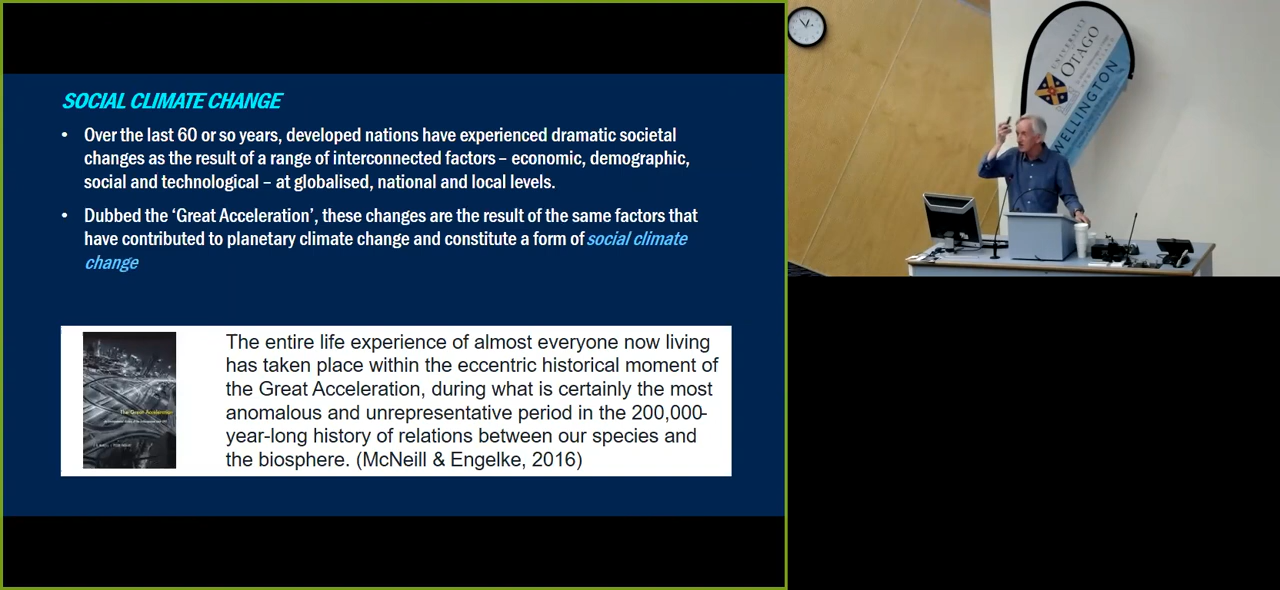 SOCIAL CLIMATE CHANGE
• Over the last 60 or so years, developed nations have experienced dramatic societal
changes as the result of a range of interconnected factors – economic, demographic,
social and technological – at globalised, national and local levels.
• Dubbed the ‘Great Acceleration’, these changes are the result of the same factors that
have contributed to planetary climate change and constitute a form of social climate
change
The Great Acceleration
The entire life experience of almost everyone now living
has taken place within the eccentric historical moment of
the Great Acceleration, during what is certainly the most
anomalous and unrepresentative period in the 200,000-
year-long history of relations between our species and
the biosphere. (McNeill & Engelke, 2016)
UNIVERSITY
OTAGO
WELLINGTON